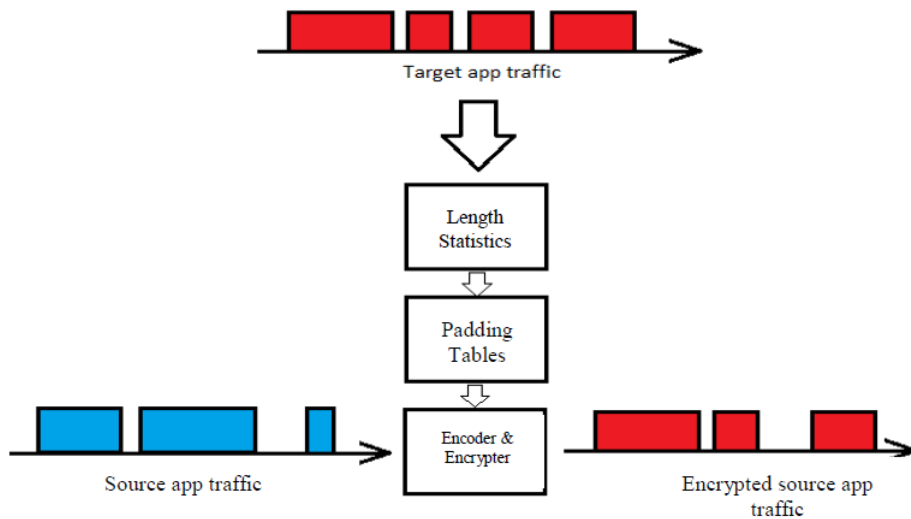 Target app traffic
Length
Statistics
Padding
Tables
Encoder &
Encrypter
Source app traffic
Encrypted source app
traffic